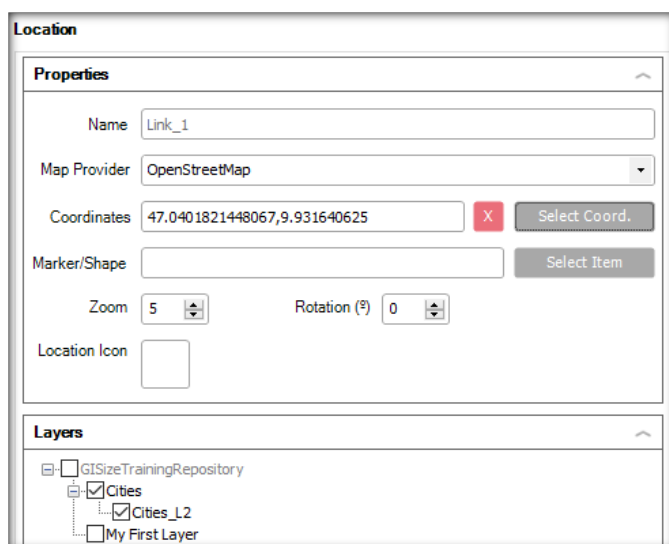 Location
Properties
Name Link_1
Map Provider OpenStreetMap
Coordinates 47.0401821448067,9.931640625 X Select Coord.
Marker/Shape Select Item
Zoom 5 Rotation (º) 0
Location Icon
Layers
GISizeTrainingRepository
Cities
Cities_L2
My First Layer